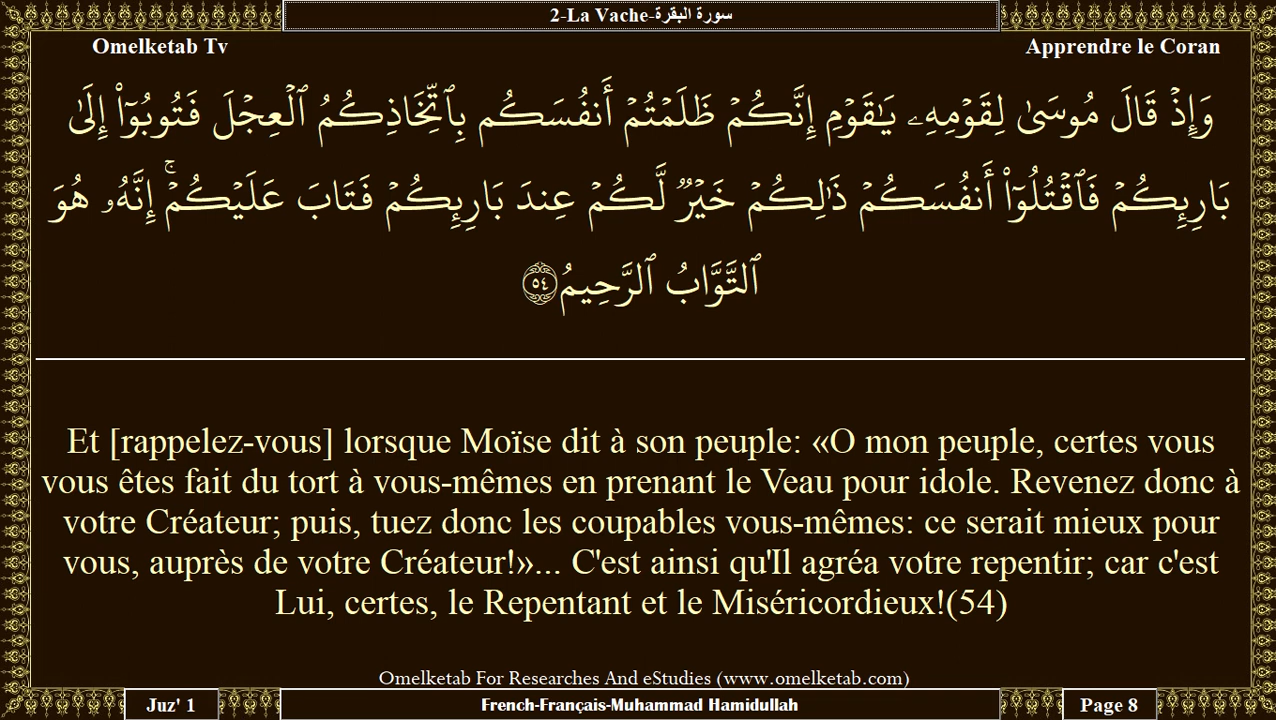 2-La Vache-سورة البقرة
Omelketab Tv
Apprendre le Coran
وَإِذۡ قَالَ مُوسَىٰ لِقَوۡمِهِۦ يَٰقَوۡمِ إِنَّكُمۡ ظَلَمۡتُمۡ أَنفُسَكُم بِٱتِّخَاذِكُمُ ٱلۡعِجۡلَ فَتُوبُوٓاْ إِلَىٰ
بَارِئِكُمۡ فَٱقۡتُلُوٓاْ أَنفُسَكُمۡ ذَٰلِكُمۡ خَيۡرٞ لَّكُمۡ عِندَ بَارِئِكُمۡ فَتَابَ عَلَيۡكُمۡۚ إِنَّهُۥ هُوَ
ٱلتَّوَّابُ ٱلرَّحِيمُ ٥٤
Et [rappelez-vous] lorsque Moïse dit à son peuple: «O mon peuple, certes vous
vous êtes fait du tort à vous-mêmes en prenant le Veau pour idole. Revenez donc à
votre Créateur; puis, tuez donc les coupables vous-mêmes: ce serait mieux pour
vous, auprès de votre Créateur!»... C'est ainsi qu'Il agréa votre repentir; car c'est
Lui, certes, le Repentant et le Miséricordieux!(54)
Omelketab For Researches And eStudies (www.omelketab.com)
Juz' 1
French-Français-Muhammad Hamidullah
Page 8